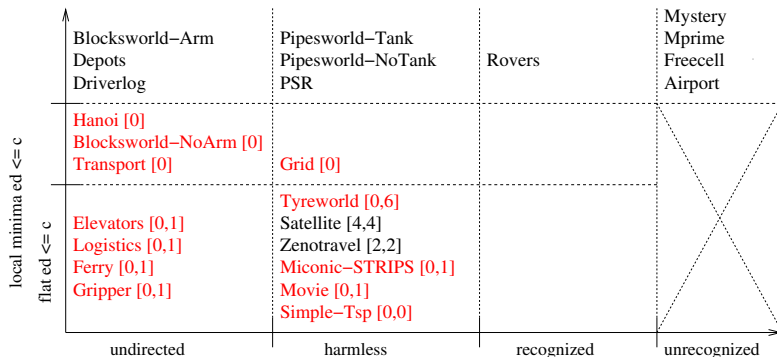 Mystery
Blocksworld−Arm Pipesworld−Tank Mprime
Depots Pipesworld−NoTank Rovers Freecell
Driverlog PSR Airport
Hanoi [0]
Blocksworld−NoArm [0]
Transport [0] Grid [0]
Tyreworld [0,6]
Elevators [0,1] Satellite [4,4]
Logistics [0,1] Zenotravel [2,2]
Ferry [0,1] Miconic−STRIPS [0,1]
Gripper [0,1] Movie [0,1]
Simple−Tsp [0,0]
local minima ed <= c
flat ed <= c
undirected harmless recognized unrecognized